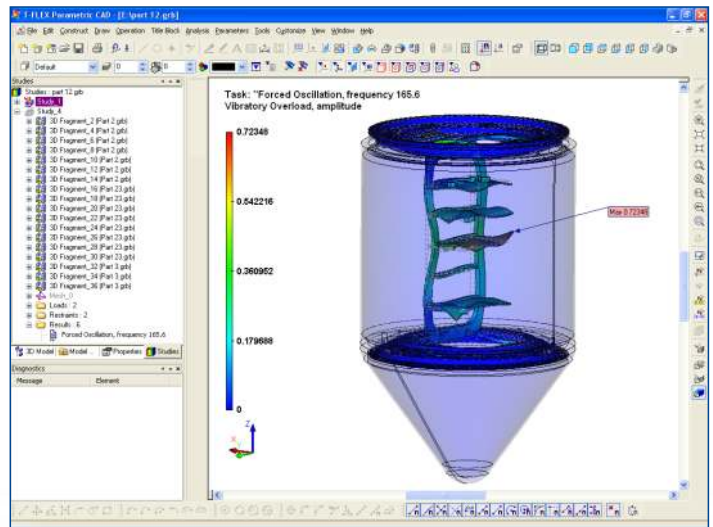 T-FLEX Parametric CAD - [E:\part 12.grb]
File Edit Construct Draw Operation Title Block Analysis Parameters Tools Customize View Window Help
Default
0
0
Studies
Studies : part 12.grb
Study_1
Study_4
3D Fragment_2 (Part 2.grb)
3D Fragment_4 (Part 2.grb)
3D Fragment_6 (Part 2.grb)
3D Fragment_8 (Part 2.grb)
3D Fragment_10 (Part 2.grb)
3D Fragment_12 (Part 2.grb)
3D Fragment_14 (Part 2.grb)
3D Fragment_16 (Part 23.grb)
3D Fragment_18 (Part 23.grb)
3D Fragment_20 (Part 23.grb)
3D Fragment_22 (Part 23.grb)
3D Fragment_24 (Part 23.grb)
3D Fragment_26 (Part 23.grb)
3D Fragment_28 (Part 23.grb)
3D Fragment_30 (Part 23.grb)
3D Fragment_32 (Part 3.grb)
3D Fragment_34 (Part 3.grb)
3D Fragment_36 (Part 3.grb)
Mesh_0
Loads : 2
Restraints : 2
Results : 6
Forced Oscillation, frequency 165.6
3D Model Model ... Properties Studies
Diagnostics
Message Element
Task: "Forced Oscillation, frequency 165.6
Vibratory Overload, amplitude
0.72348
0.542216
0.360952
0.179688
0
Max 0.72348
Z
X
Y